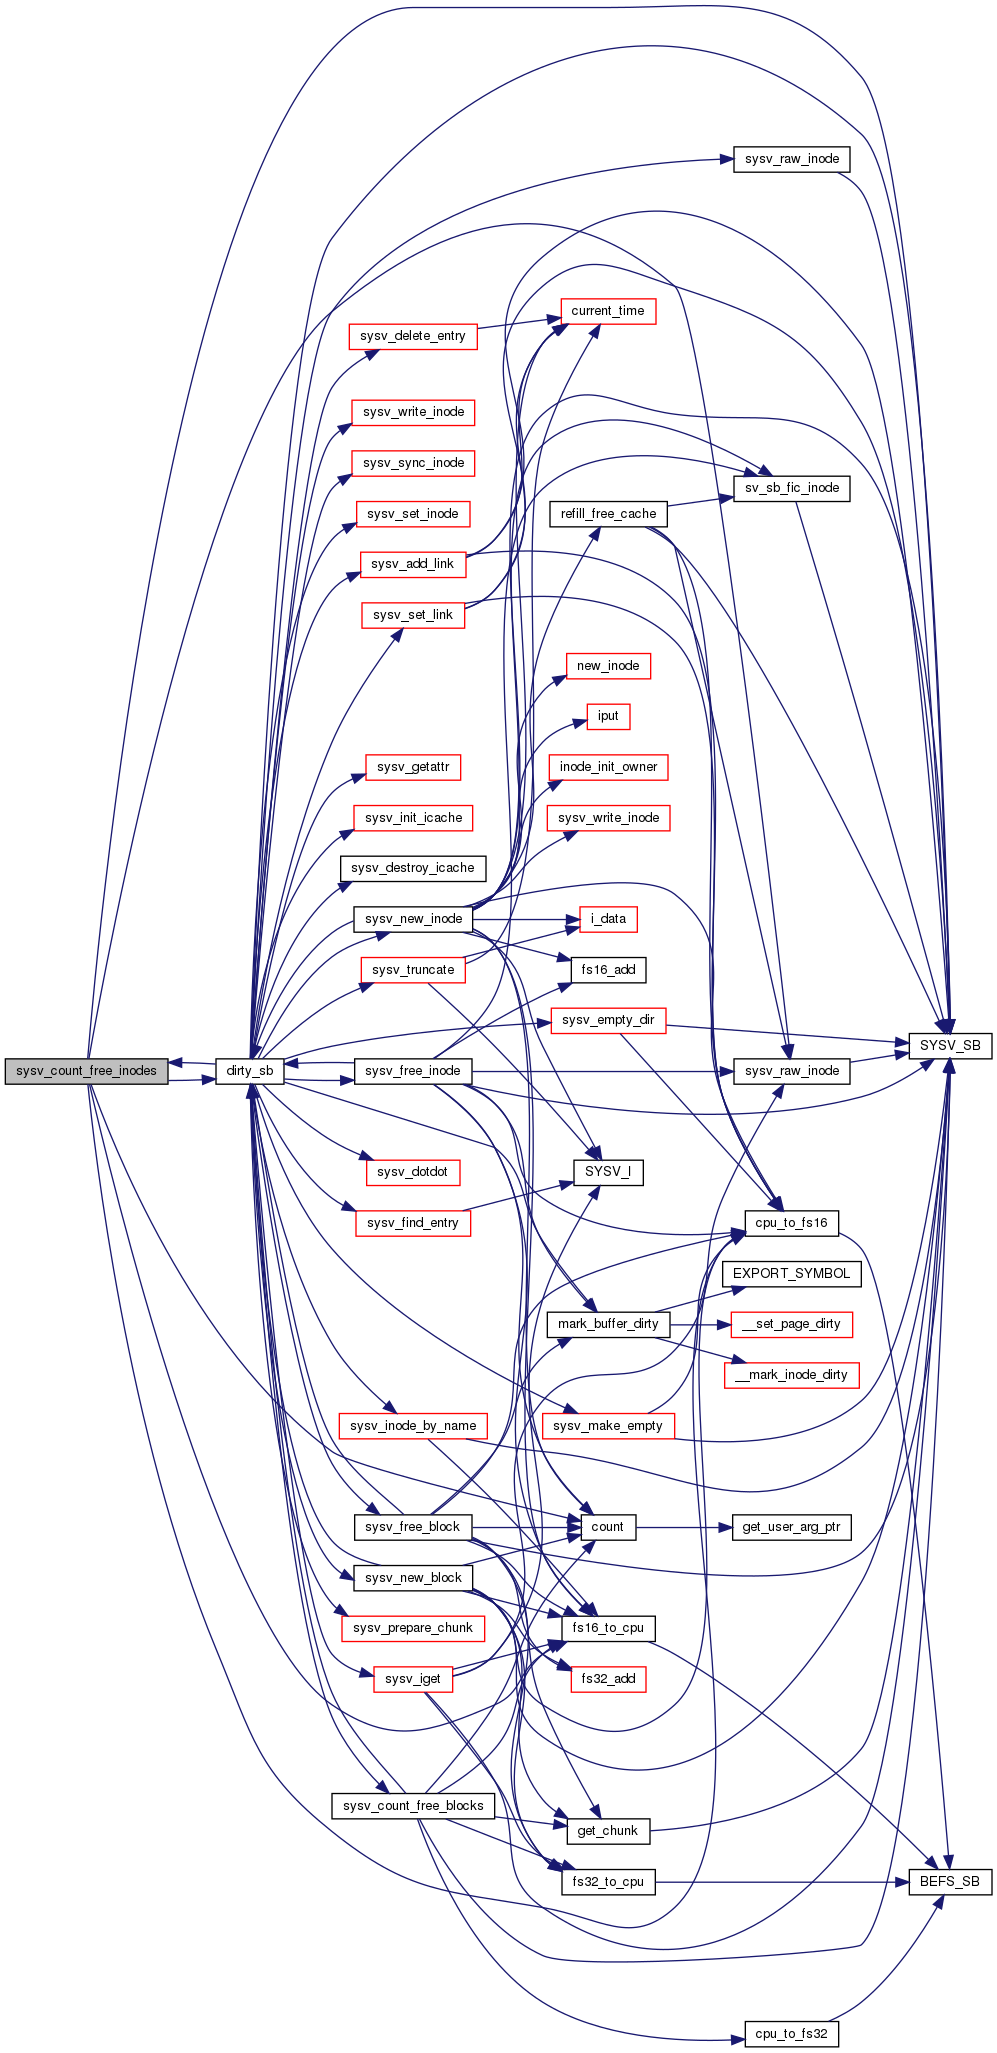 sysv_raw_inode
current_time
sysv_delete_entry
sysv_write_inode
sysv_sync_inode
sv_sb_fic_inode
sysv_set_inode
refill_free_cache
sysv_add_link
sysv_set_link
new_inode
iput
sysv_getattr
inode_init_owner
sysv_init_icache
sysv_write_inode
sysv_destroy_icache
sysv_new_inode
i_data
sysv_truncate
fs16_add
sysv_empty_dir
SYSV_SB
sysv_count_free_inodes
dirty_sb
sysv_free_inode
sysv_raw_inode
sysv_dotdot
SYSV_I
sysv_find_entry
cpu_to_fs16
EXPORT_SYMBOL
mark_buffer_dirty
__set_page_dirty
__mark_inode_dirty
sysv_inode_by_name
sysv_make_empty
sysv_free_block
count
get_user_arg_ptr
sysv_new_block
sysv_prepare_chunk
fs16_to_cpu
sysv_iget
fs32_add
sysv_count_free_blocks
get_chunk
fs32_to_cpu
BEFS_SB
cpu_to_fs32